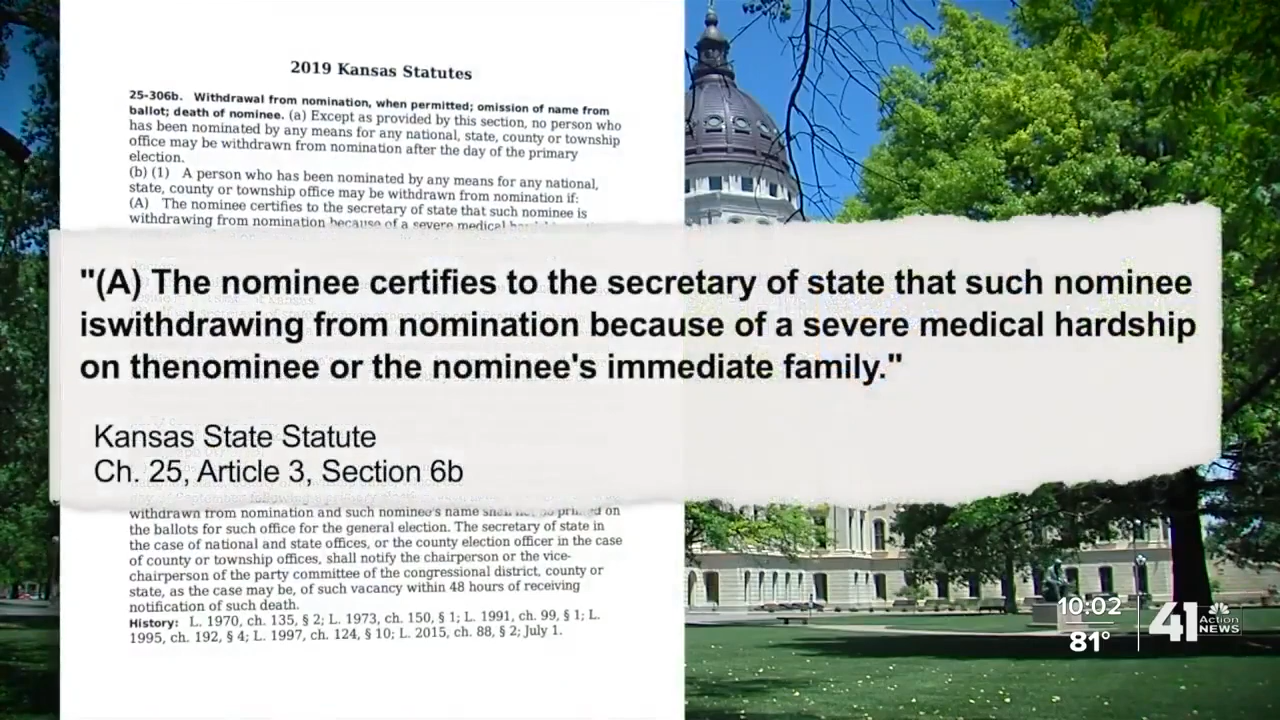 2019 Kansas Statutes
25-306b. Withdrawal from nomination, when permitted; omission of name from
ballot; death of nominee. (a) Except as provided by this section, no person who
has been nominated by any means for any national, state, county or township
office may be withdrawn from nomination after the day of the primary
election.
(b) (1) A person who has been nominated by any means for any national,
state, county or township office may be withdrawn from nomination if:
(A) The nominee certifies to the secretary of state that such nominee is
withdrawing from nomination because of a severe medical
"(A) The nominee certifies to the secretary of state that such nominee
iswithdrawing from nomination because of a severe medical hardship
on thenominee or the nominee's immediate family."
Kansas State Statute
Ch. 25, Article 3, Section 6b
withdrawn from nomination and such nominee's name on
the ballots for such office for the general election. The secretary of state in
the case of national and state offices, or the county election officer in the case
of county or township offices, shall notify the chairperson or the vice-
chairperson of the party committee of the congressional district, county or
state, as the case may be, of such vacancy within 48 hours of receiving
notification of such death.
History: L. 1970, ch. 135, § 2; L. 1973, ch. 150, § 1; L. 1991, ch. 99, § 1; L.
1995, ch. 192, § 4; L. 1997, ch. 124, § 10; L. 2015, ch. 88, § 2; July 1.
10:02
81°
41 Action NEWS